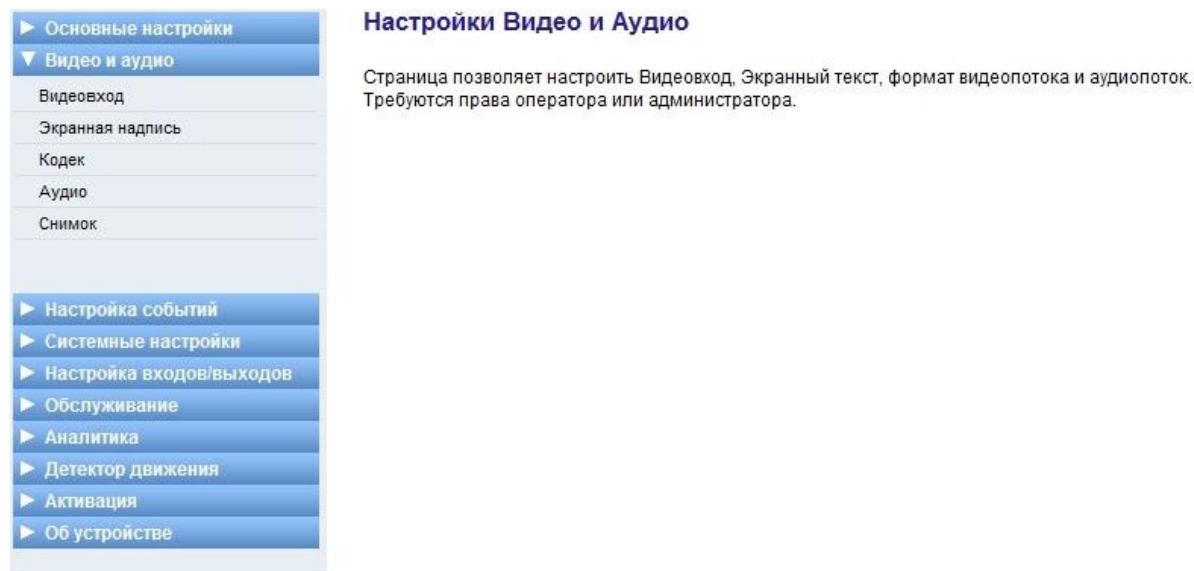 Основные настройки
Видео и аудио
Видеовход
Экранная надпись
Кодек
Аудио
Снимок
Настройка событий
Системные настройки
Настройка входов/выходов
Обслуживание
Аналитика
Детектор движения
Активация
Об устройстве
Настройки Видео и Аудио
Страница позволяет настроить Видеовход, Экранный текст, формат видеопотока и аудиопоток.
Требуются права оператора или администратора.